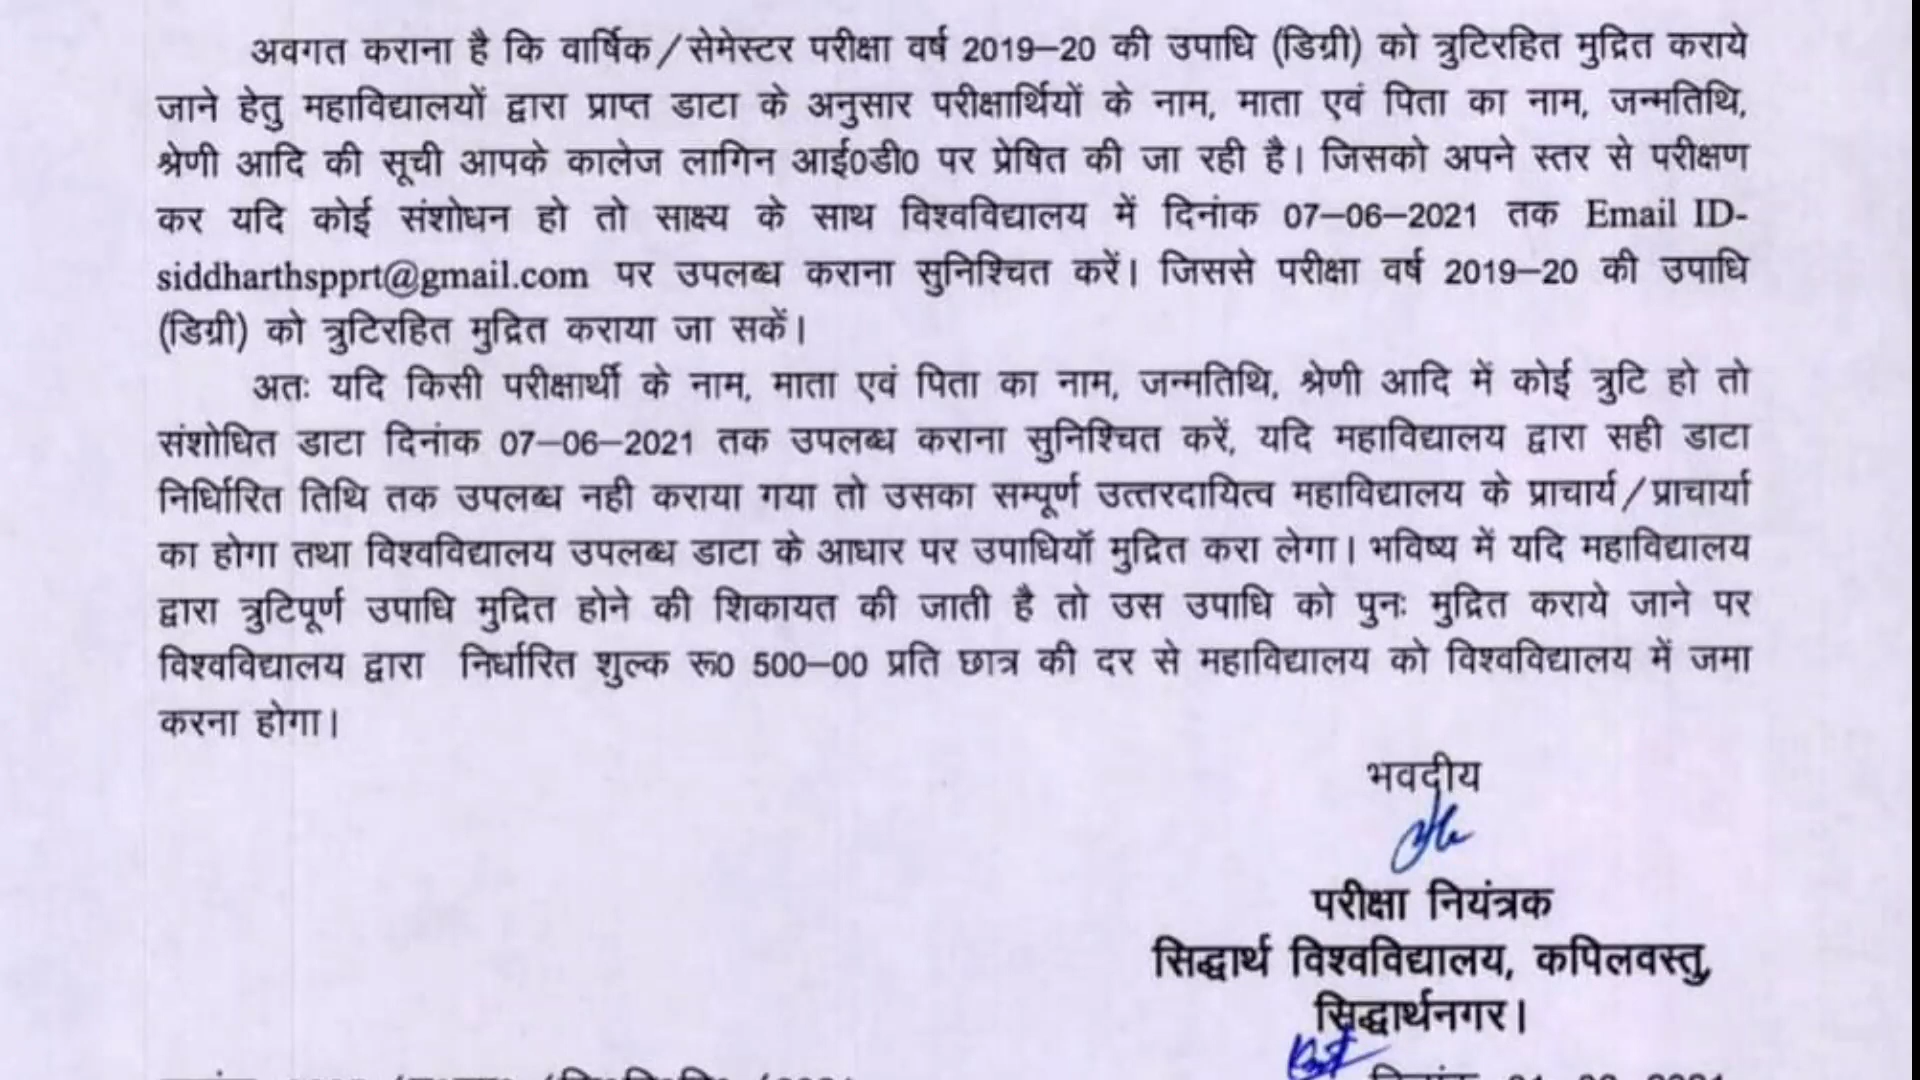 अवगत कराना है कि वार्षिक/सेमेस्टर परीक्षा वर्ष 2019–20 की उपाधि (डिग्री) को त्रुटिरहित मुद्रित कराये
जाने हेतु महाविद्यालयों द्वारा प्राप्त डाटा के अनुसार परीक्षार्थियों के नाम, माता एवं पिता का नाम, जन्मतिथि,
श्रेणी आदि की सूची आपके कालेज लागिन आई0डी0 पर प्रेषित की जा रही है। जिसको अपने स्तर से परीक्षण
कर यदि कोई संशोधन हो तो साक्ष्य के साथ विश्वविद्यालय में दिनांक 07–06–2021 तक Email ID-
siddharthspprt@gmail.com पर उपलब्ध कराना सुनिश्चित करें। जिससे परीक्षा वर्ष 2019–20 की उपाधि
(डिग्री) को त्रुटिरहित मुद्रित कराया जा सकें।
अतः यदि किसी परीक्षार्थी के नाम, माता एवं पिता का नाम, जन्मतिथि, श्रेणी आदि में कोई त्रुटि हो तो
संशोधित डाटा दिनांक 07–06–2021 तक उपलब्ध कराना सुनिश्चित करें, यदि महाविद्यालय द्वारा सही डाटा
निर्धािरित तिथि तक उपलब्ध नही कराया गया तो उसका सम्पूर्ण उत्तरदायित्व महाविद्यालय के प्राचार्य/प्राचार्या
का होगा तथा विश्वविद्यालय उपलब्ध डाटा के आधार पर उपाधियॉ मुद्रित करा लेगा। भविष्य में यदि महाविद्यालय
द्वारा त्रुटिपूर्ण उपाधि मुद्रित होने की शिकायत की जाती है तो उस उपाधि को पुनः मुद्रित कराये जाने पर
विश्वविद्यालय द्वारा निर्धारित शुल्क रू0 500–00 प्रति छात्र की दर से महाविद्यालय को विश्वविद्यालय में जमा
करना होगा।
भवदीय
परीक्षा नियंत्रक
सिद्धार्थ विश्वविद्यालय, कपिलवस्तु,
सिद्धार्थनगर।